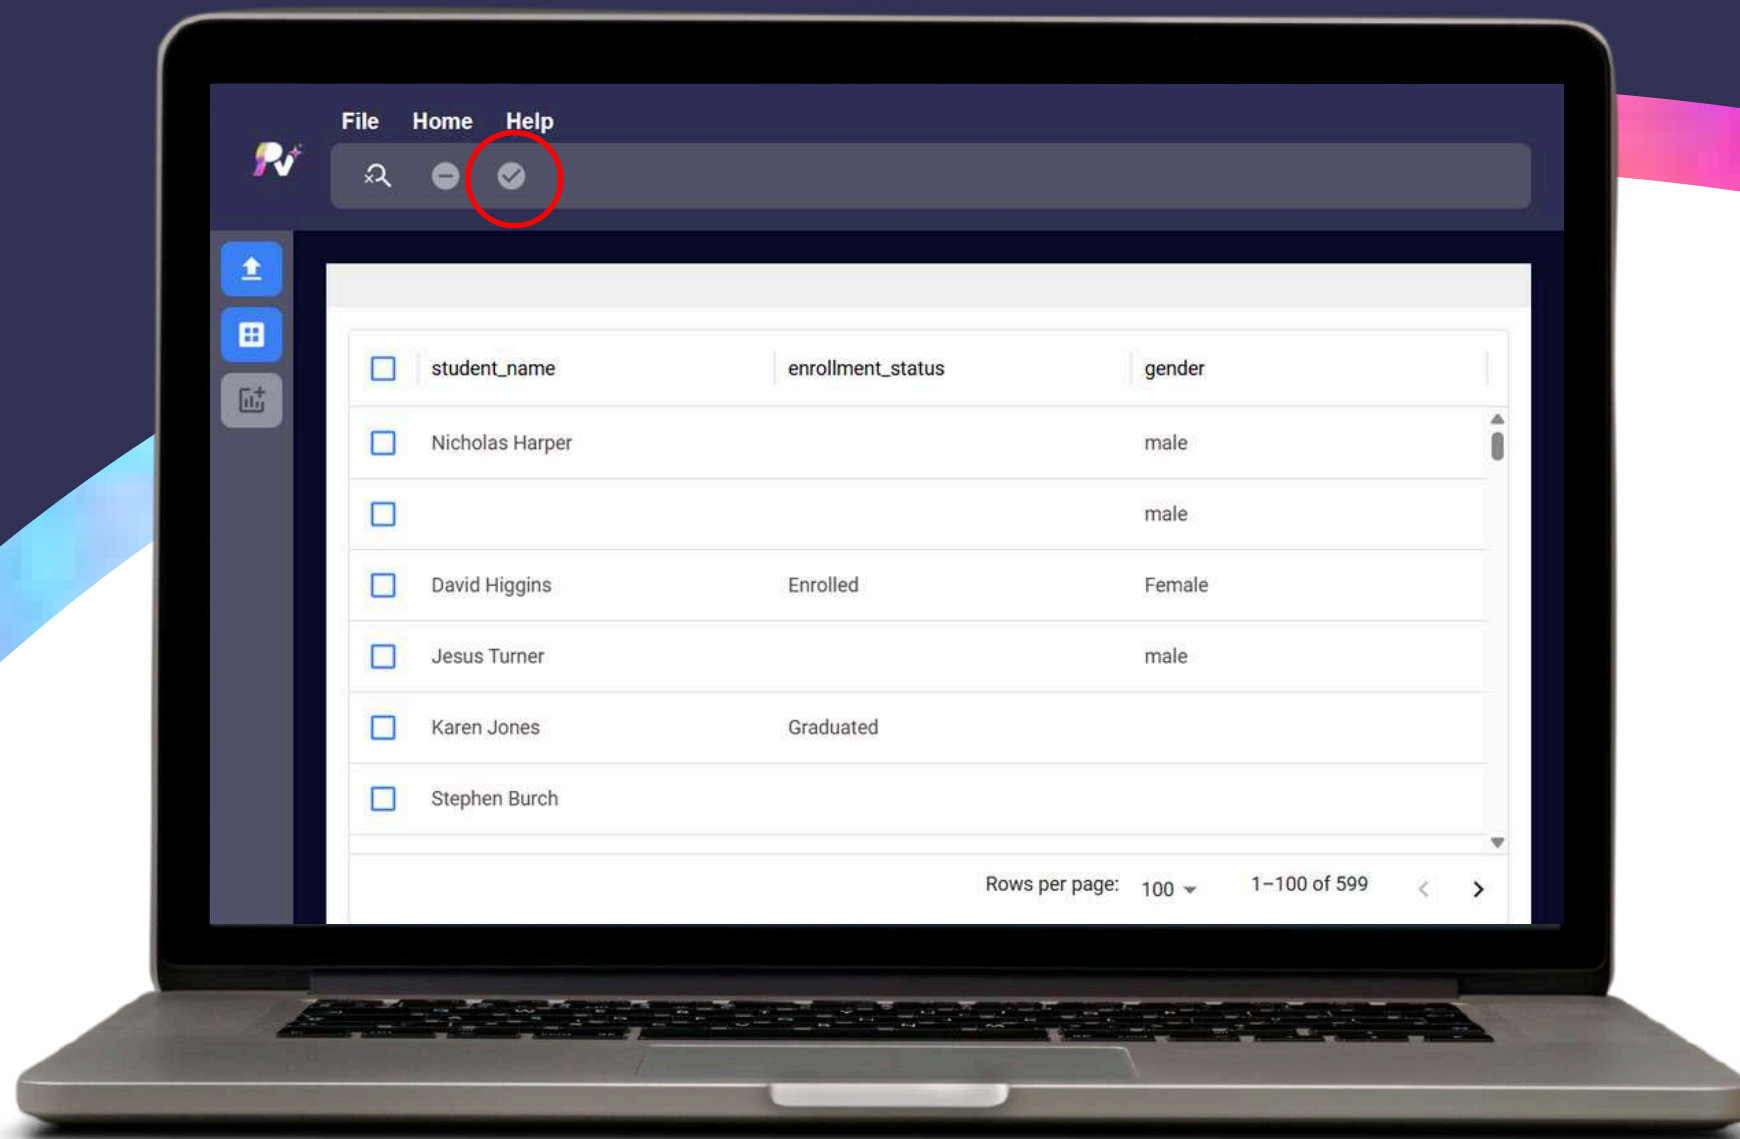 File Home Help
student_name enrollment_status gender
Nicholas Harper male
male
David Higgins Enrolled Female
Jesus Turner male
Karen Jones Graduated
Stephen Burch
Rows per page: 100 1–100 of 599